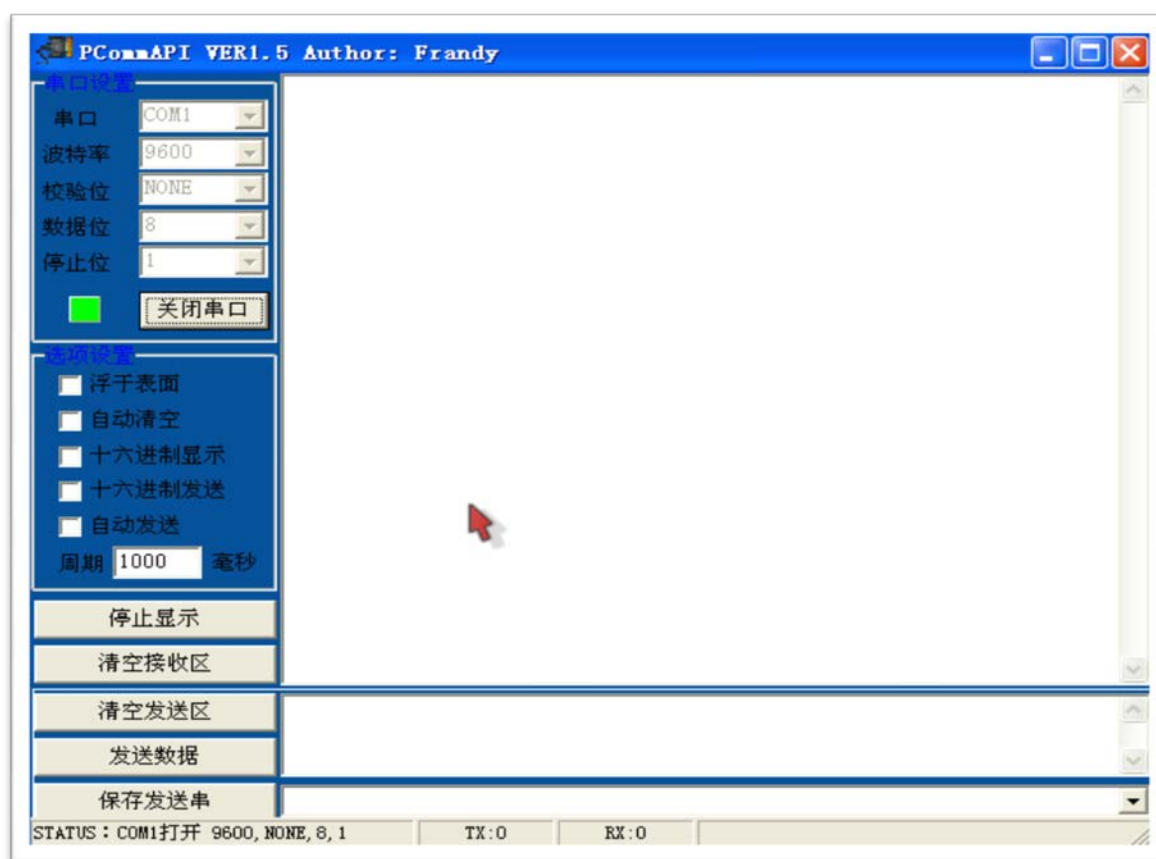 PCommAPI VER1.5 Author: Frandy
串口设置
串口 COM1
波特率 9600
校验位 NONE
数据位 8
停止位 1
关闭串口
选项设置
浮于表面
自动清空
十六进制显示
十六进制发送
自动发送
周期 1000 毫秒
停止显示
清空接收区
清空发送区
发送数据
保存发送串
STATUS：COM1打开 9600,NONE,8,1 TX:0 RX:0